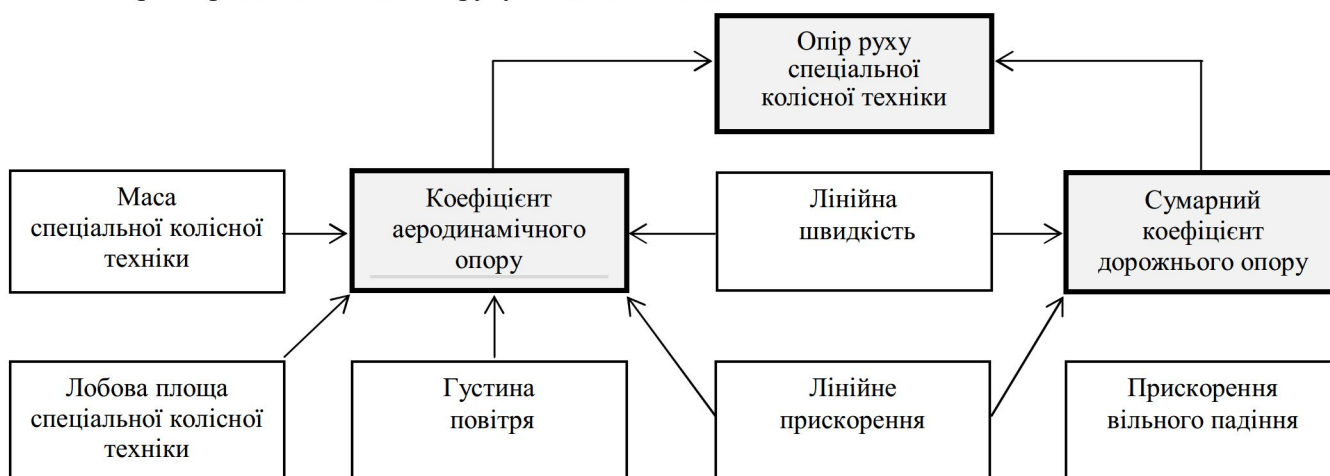 Опір руху
спеціальної
колісної техніки
Маса
спеціальної колісної
техніки
Коефіцієнт
аеродинамічного
опору
Лінійна
швидкість
Сумарний
коефіцієнт
дорожнього опору
Лобова площа
спеціальної колісної
техніки
Густина
повітря
Лінійне
прискорення
Прискорення
вільного падіння